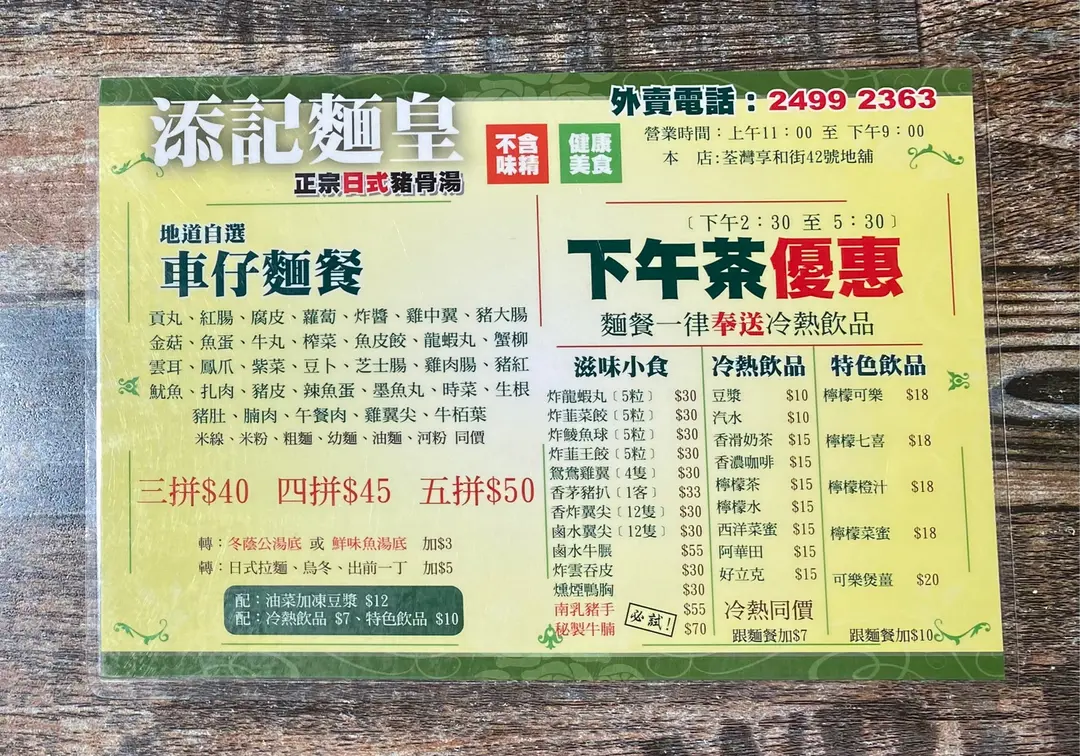 添記麵皇
正宗日式豬骨湯
不含
味精
健康
美食
外賣電話：2499 2363
營業時間：上午11：00 至 下午9：00
本　店:荃灣享和街42號地舖
地道自選
車仔麵餐
貢丸、紅腸、腐皮、蘿蔔、炸醬、雞中翼、豬大腸
金菇、魚蛋、牛丸、榨菜、魚皮餃、龍蝦丸、蟹柳
雲耳、鳳爪、紫菜、豆卜、芝士腸、雞肉腸、豬紅
魷魚、扎肉、豬皮、辣魚蛋、墨魚丸、時菜、生根
豬肚、腩肉、午餐肉、雞翼尖、牛栢葉
米線、米粉、粗麵、幼麵、油麵、河粉 同價
三拼$40 四拼$45 五拼$50
轉：冬蔭公湯底 或 鮮味魚湯底 加$3
轉：日式拉麵、烏冬、出前一丁 加$5
配：油菜加凍豆漿 $12
配：冷熱飲品 $7、特色飲品 $10
〔下午2：30 至 5：30〕
下午茶優惠
麵餐一律奉送冷熱飲品
滋味小食
炸龍蝦丸〔5粒〕 $30
炸韮菜餃〔5粒〕 $30
炸鯪魚球〔5粒〕 $30
炸韮王餃〔5粒〕 $30
鴛鴦雞翼〔4隻〕 $30
香茅豬扒〔1客〕 $33
香炸翼尖〔12隻〕 $30
鹵水翼尖〔12隻〕 $30
鹵水牛脤 $55
炸雲吞皮 $30
燻煙鴨胸 $30
南乳豬手 $55
秘製牛腩 $70
必試!
冷熱飲品
豆漿 $10
汽水 $10
香滑奶茶 $15
香濃咖啡 $15
檸檬茶 $15
檸檬水 $15
西洋菜蜜 $15
阿華田 $15
好立克 $15
冷熱同價
跟麵餐加$7
特色飲品
檸檬可樂 $18
檸檬七喜 $18
檸檬橙汁 $18
檸檬菜蜜 $18
可樂煲薑 $20
跟麵餐加$10